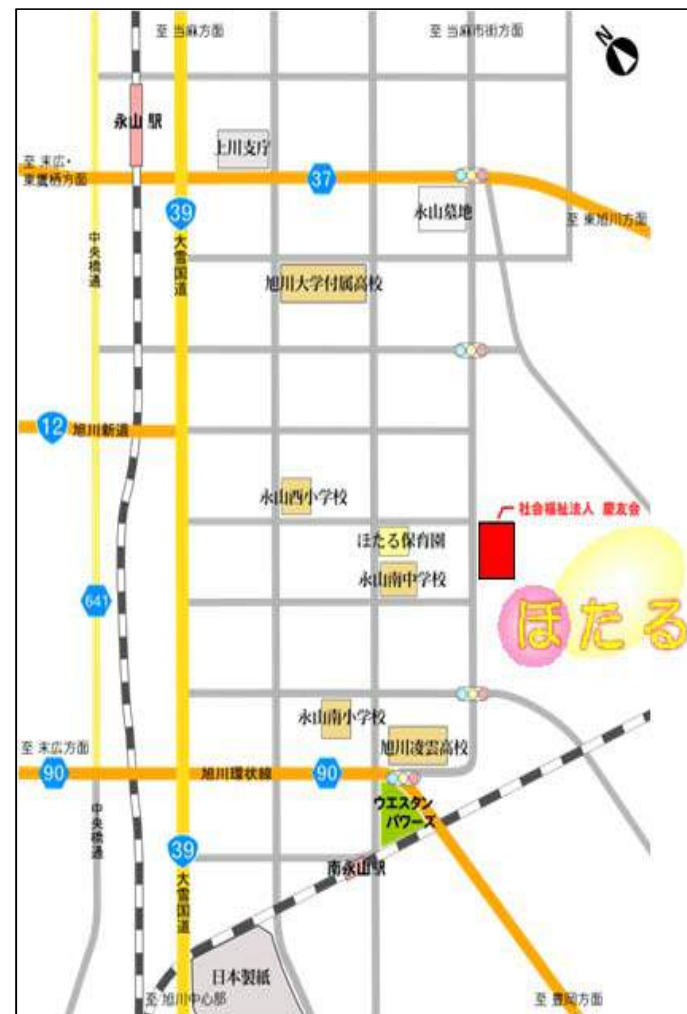 至 当麻方面
至 当麻市街方面
N
永山 駅
上川支庁
至 末広・
東鷹栖方面
37
永山墓地
39
至 東旭川方面
中央橋通
大雪国道
旭川大学付属高校
12
旭川新道
永山西小学校
社会福祉法人 慶友会
ほたる保育園
永山南中学校
641
ほたる
永山南小学校
旭川凌雲高校
至 末広方面
90
旭川環状線
90
ウエスタン
パワーズ
中央橋通
39
南永山駅
大雪国道
日本製紙
至 旭川中心部
至 豊岡方面